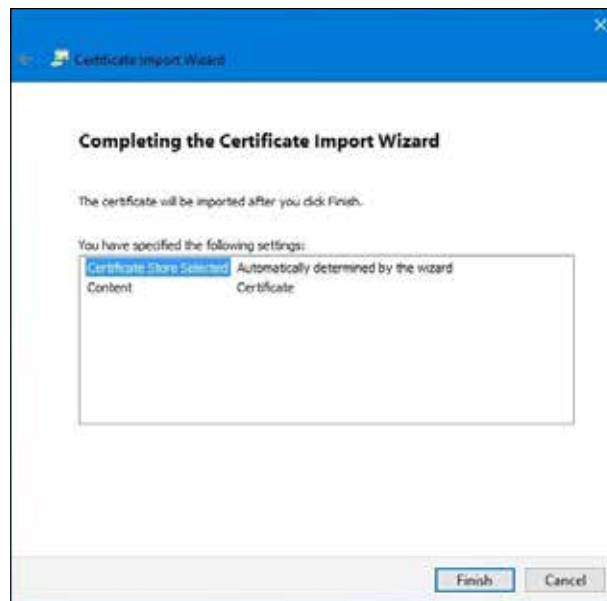 Certificate Import Wizard
Completing the Certificate Import Wizard
The certificate will be imported after you click Finish.
You have specified the following settings:
Certificate Store Selected Automatically determined by the wizard
Content Certificate
Finish Cancel